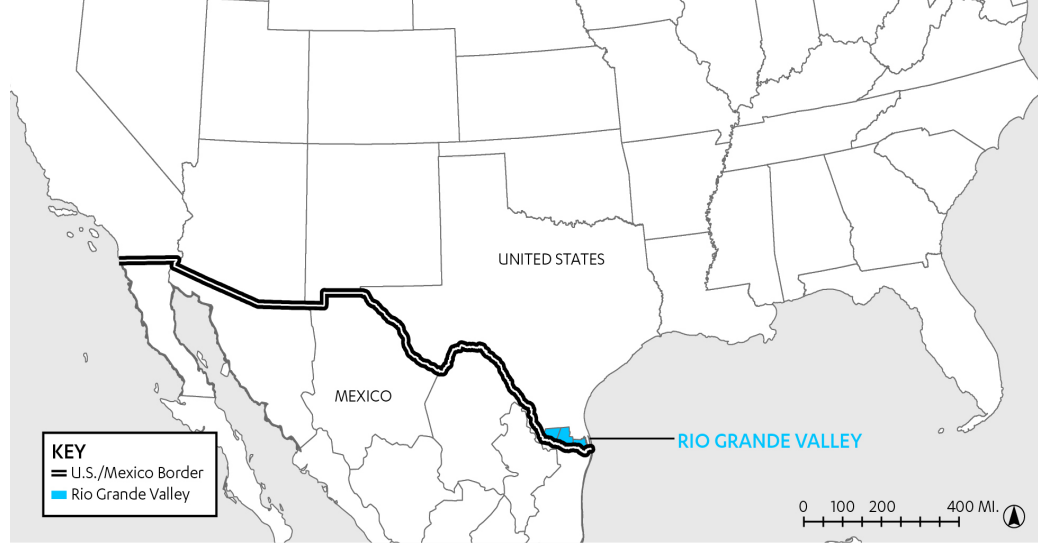 UNITED STATES
MEXICO
RIO GRANDE VALLEY
KEY
U.S./Mexico Border
Rio Grande Valley
0 100 200 400 MI.